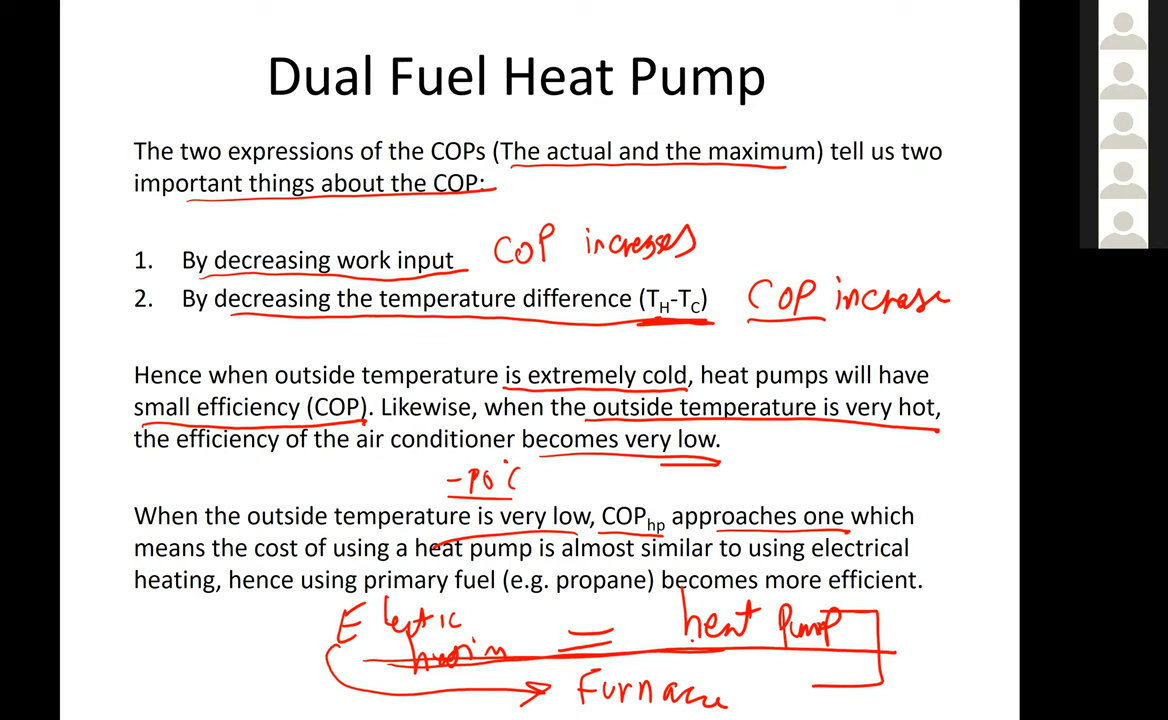 Dual Fuel Heat Pump
The two expressions of the COPs (The actual and the maximum) tell us two
important things about the COP:
1. By decreasing work input COP increases
2. By decreasing the temperature difference (TH-TC) COP increase
Hence when outside temperature is extremely cold, heat pumps will have
small efficiency (COP). Likewise, when the outside temperature is very hot,
the efficiency of the air conditioner becomes very low.
When the outside temperature is very low, COPhp approaches one which
means the cost of using a heat pump is almost similar to using electrical
heating, hence using primary fuel (e.g. propane) becomes more efficient.
= heat pump
Furnace